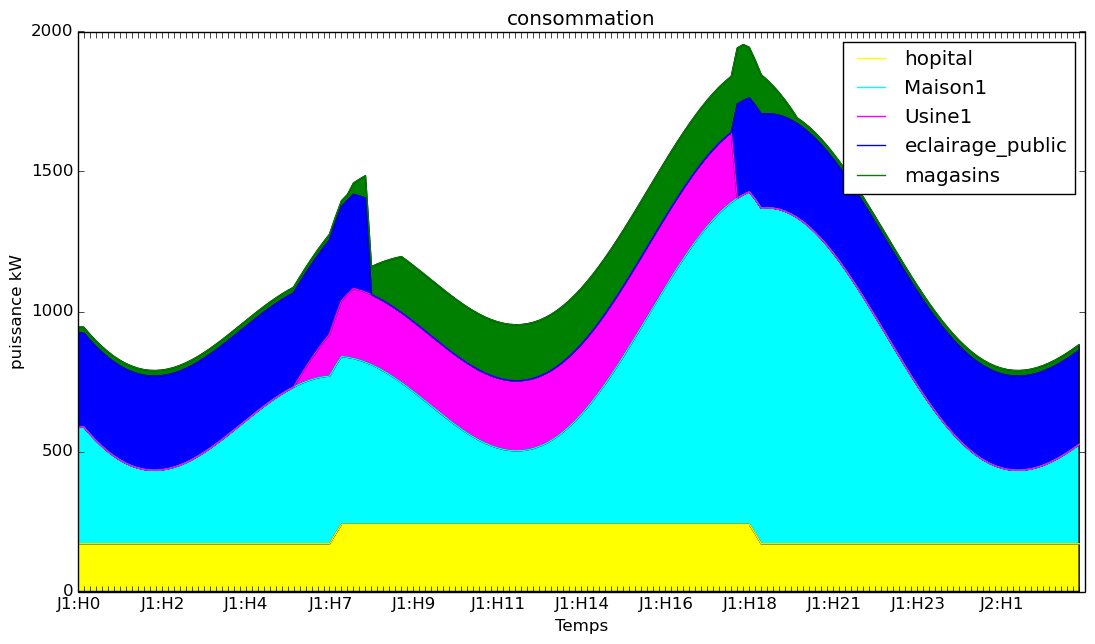 consommation
2000
1500
1000
500
0
puissance kW
hopital
Maison1
Usine1
eclairage_public
magasins
J1:H0 J1:H2 J1:H4 J1:H7 J1:H9 J1:H11 J1:H14 J1:H16 J1:H18 J1:H21 J1:H23 J2:H1
Temps